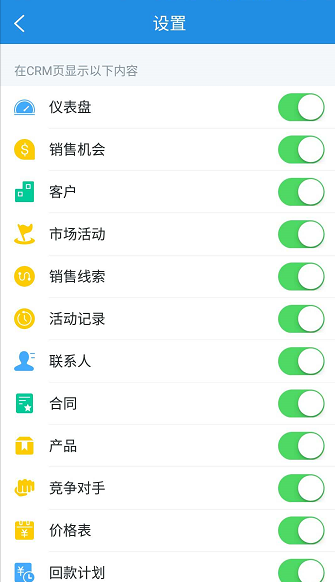 设置
在CRM页显示以下内容
仪表盘
销售机会
客户
市场活动
销售线索
活动记录
联系人
合同
产品
竞争对手
价格表
回款计划